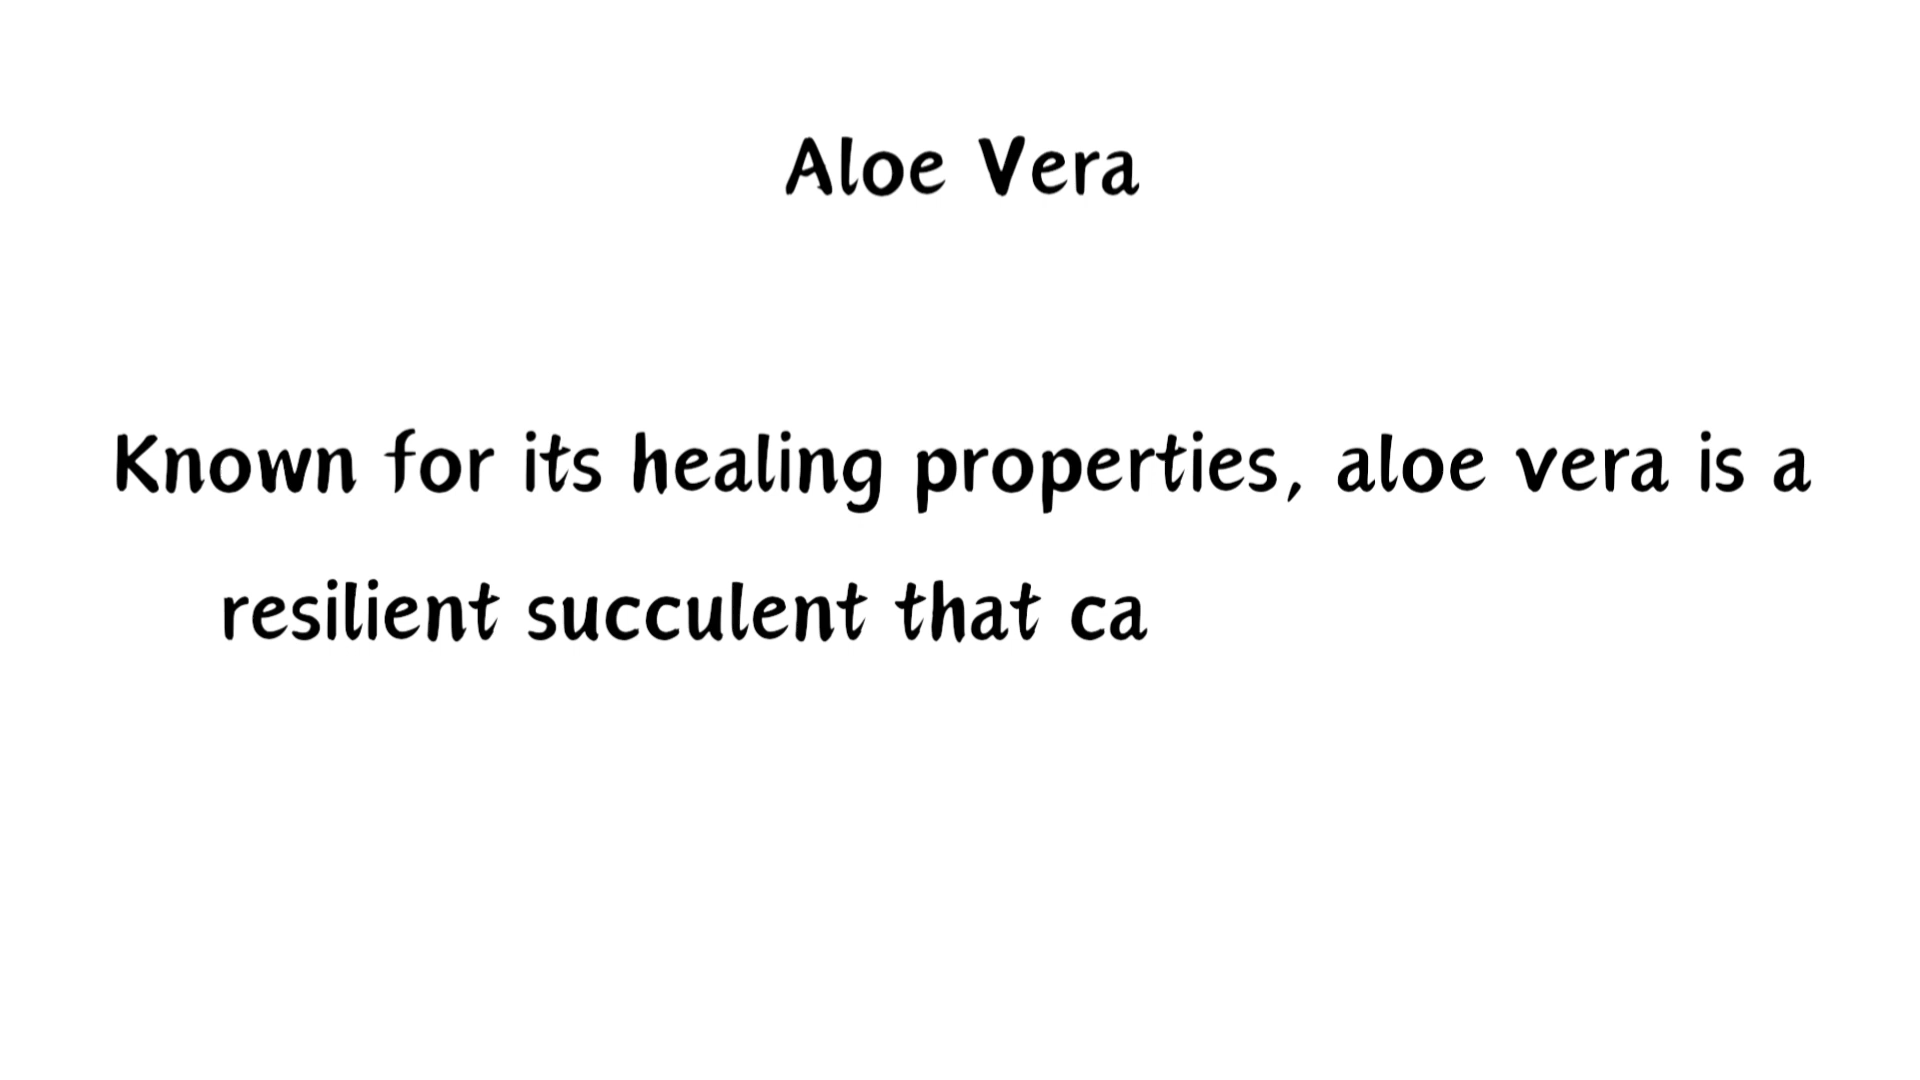 Aloe Vera
Known for its healing properties, aloe vera is a
resilient succulent that ca